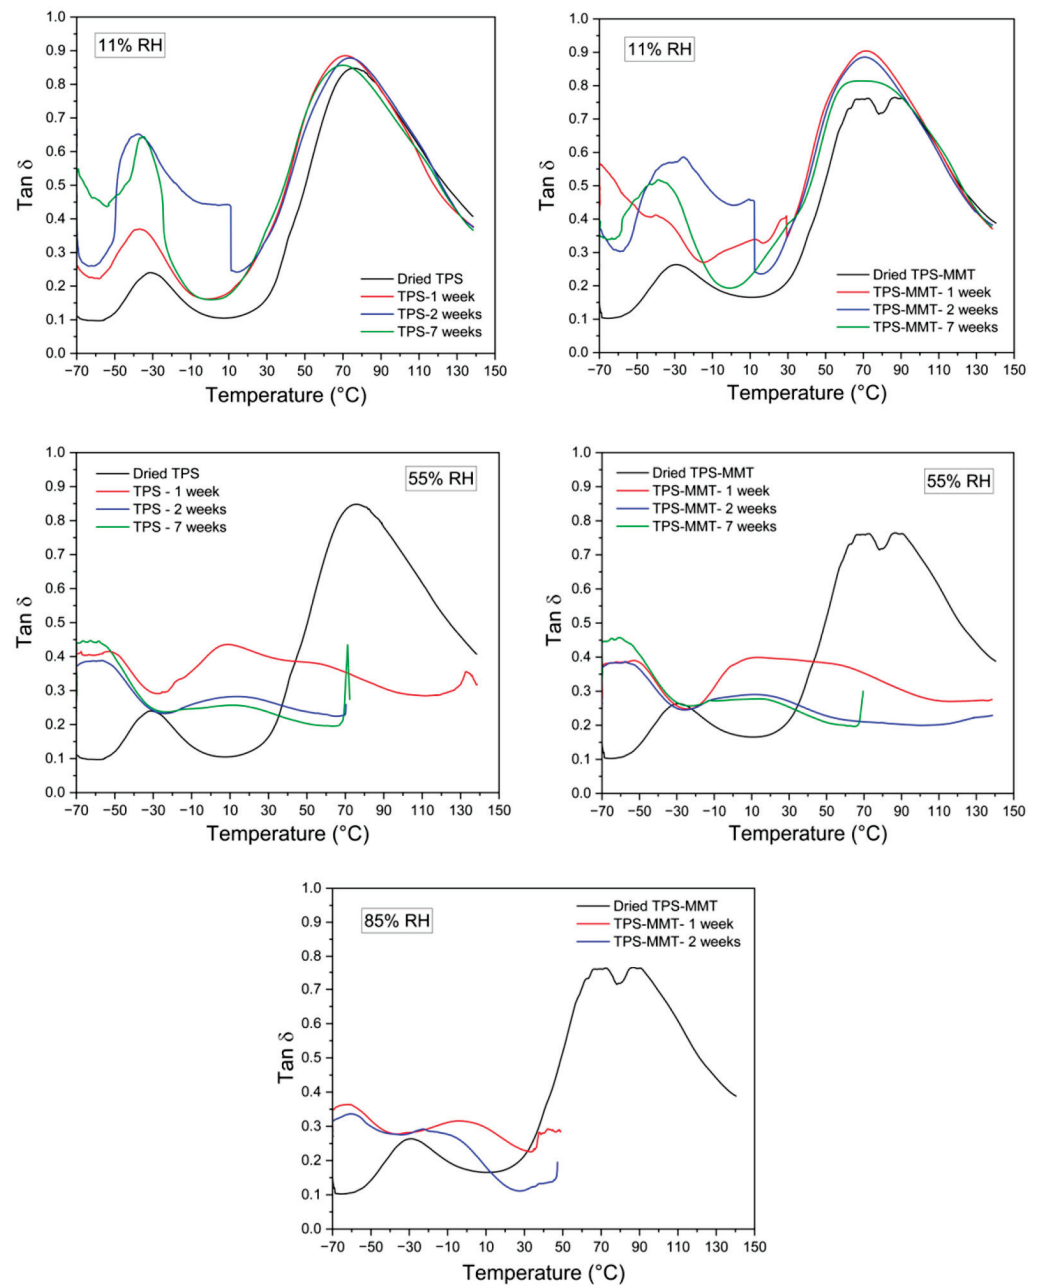 11% RH
Tan δ
1.0
0.9
0.8
0.7
0.6
0.5
0.4
0.3
0.2
0.1
0.0
Dried TPS
TPS-1 week
TPS-2 weeks
TPS-7 weeks
−70 −50 −30 −10 10 30 50 70 90 110 130 150
Temperature (°C)
11% RH
Tan δ
1.0
0.9
0.8
0.7
0.6
0.5
0.4
0.3
0.2
0.1
0.0
Dried TPS-MMT
TPS-MMT- 1 week
TPS-MMT- 2 weeks
TPS-MMT- 7 weeks
−70 −50 −30 −10 10 30 50 70 90 110 130 150
Temperature (°C)
55% RH
Tan δ
1.0
0.9
0.8
0.7
0.6
0.5
0.4
0.3
0.2
0.1
0.0
Dried TPS
TPS - 1 week
TPS - 2 weeks
TPS - 7 weeks
−70 −50 −30 −10 10 30 50 70 90 110 130 150
Temperature (°C)
55% RH
Tan δ
1.0
0.9
0.8
0.7
0.6
0.5
0.4
0.3
0.2
0.1
0.0
Dried TPS-MMT
TPS-MMT- 1 week
TPS-MMT- 2 weeks
TPS-MMT- 7 weeks
−70 −50 −30 −10 10 30 50 70 90 110 130 150
Temperature (°C)
85% RH
Tan δ
1.0
0.9
0.8
0.7
0.6
0.5
0.4
0.3
0.2
0.1
0.0
Dried TPS-MMT
TPS-MMT- 1 week
TPS-MMT- 2 weeks
−70 −50 −30 −10 10 30 50 70 90 110 130 150
Temperature (°C)